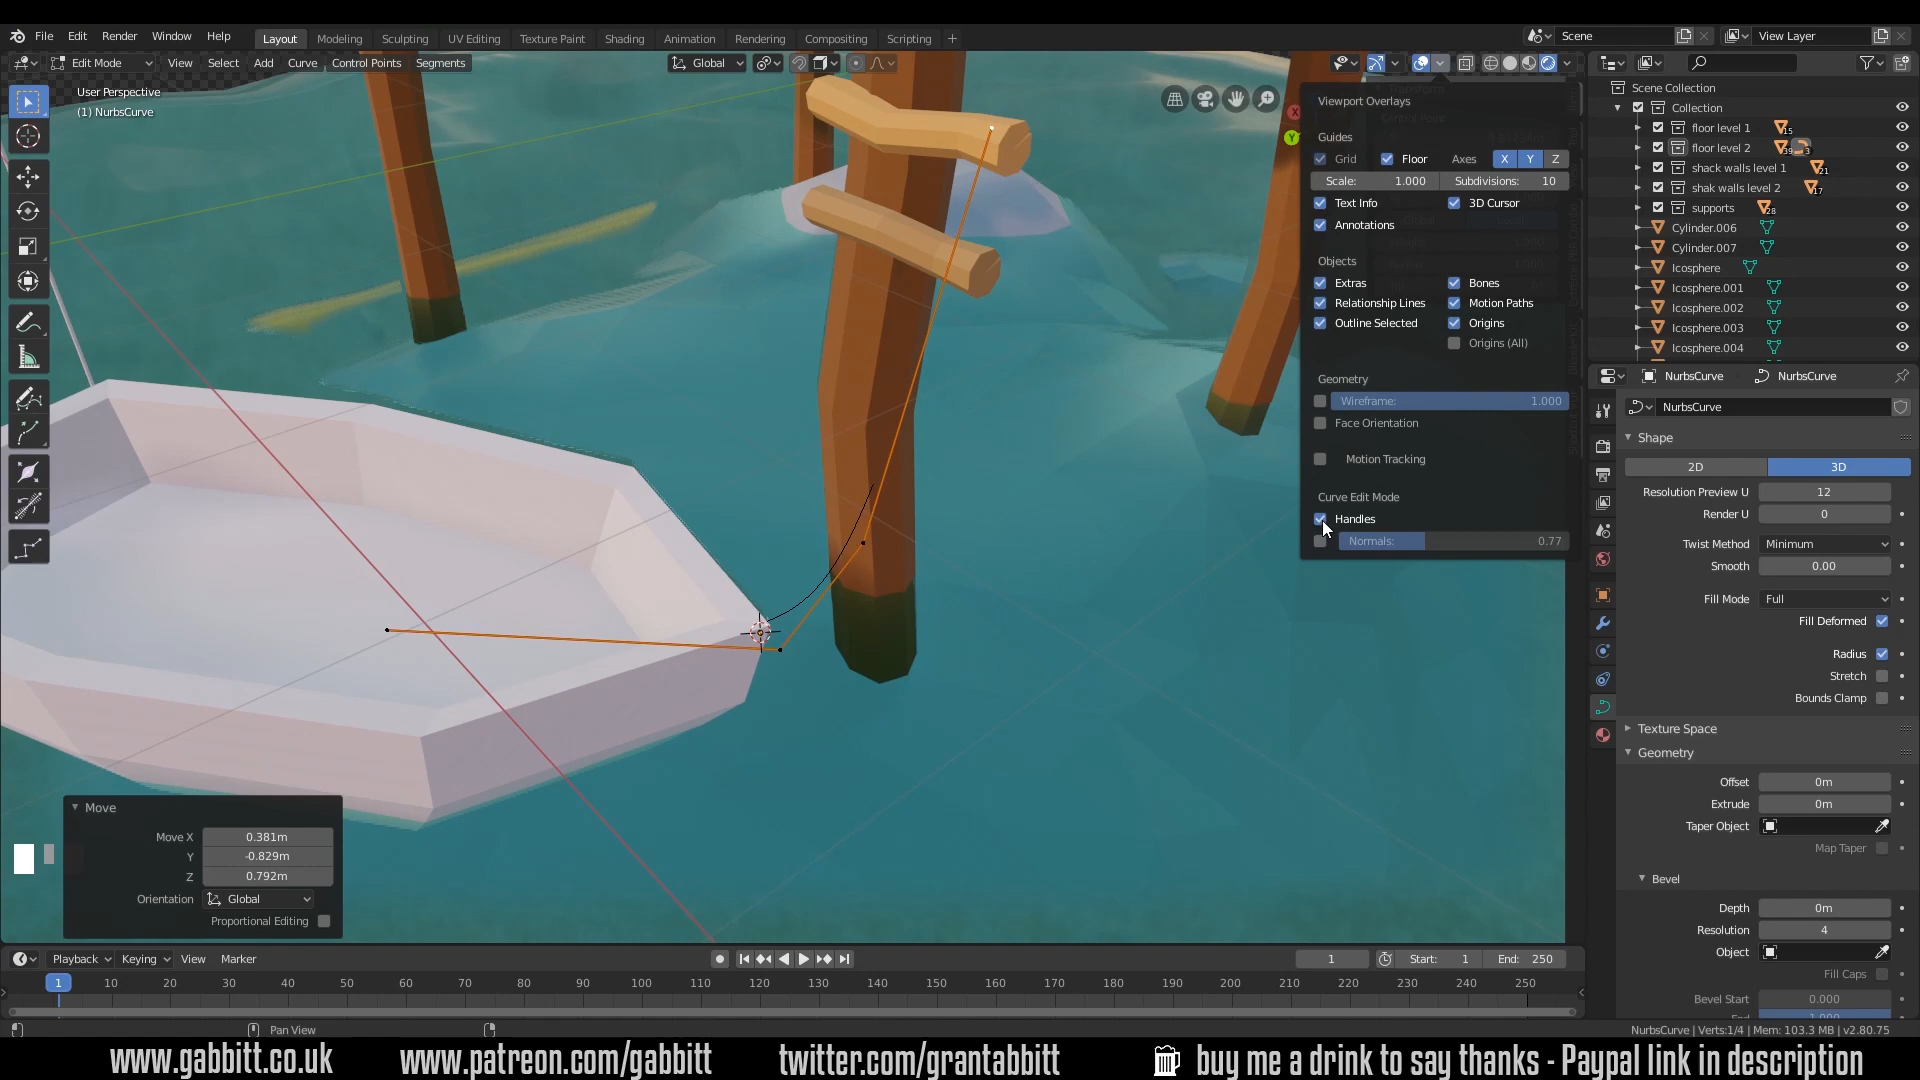 File Edit Render Window Help
Layout Modeling Sculpting UV Editing Texture Paint Shading Animation Rendering Compositing Scripting +
Scene
View Layer
Edit Mode View Select Add Curve Control Points Segments
Global
User Perspective
(1) NurbsCurve
X
Y
Viewport Overlays
Guides
Grid Floor Axes X Y Z
Scale: 1.000 Subdivisions: 10
Text Info 3D Cursor
Annotations
Objects
Extras Bones
Relationship Lines Motion Paths
Outline Selected Origins
Origins (All)
Geometry
Wireframe: 1.000
Face Orientation
Motion Tracking
Curve Edit Mode
Handles
Normals: 0.77
Scene Collection
Collection
floor level 1 15
floor level 2 39 3
shack walls level 1 21
shak walls level 2 17
supports 28
Cylinder.006
Cylinder.007
Icosphere
Icosphere.001
Icosphere.002
Icosphere.003
Icosphere.004
NurbsCurve NurbsCurve
NurbsCurve
Shape
2D 3D
Resolution Preview U 12
Render U 0
Twist Method Minimum
Smooth 0.00
Fill Mode Full
Fill Deformed
Radius
Stretch
Bounds Clamp
Texture Space
Geometry
Offset 0m
Extrude 0m
Taper Object
Map Taper
Bevel
Depth 0m
Resolution 4
Object
Fill Caps
Bevel Start 0.000
Move
Move X 0.381m
Y -0.829m
Z 0.792m
Orientation Global
Proportional Editing
Playback Keying View Marker
1 Start: 1 End: 250
1 10 20 30 40 50 60 70 80 90 100 110 120 130 140 150 160 170 180 190 200 210 220 230 240 250
Pan View
NurbsCurve | Verts:1/4 | Mem: 103.3 MB | v2.80.75
www.gabbitt.co.uk www.patreon.com/gabbitt twitter.com/grantabbitt buy me a drink to say thanks - Paypal link in description